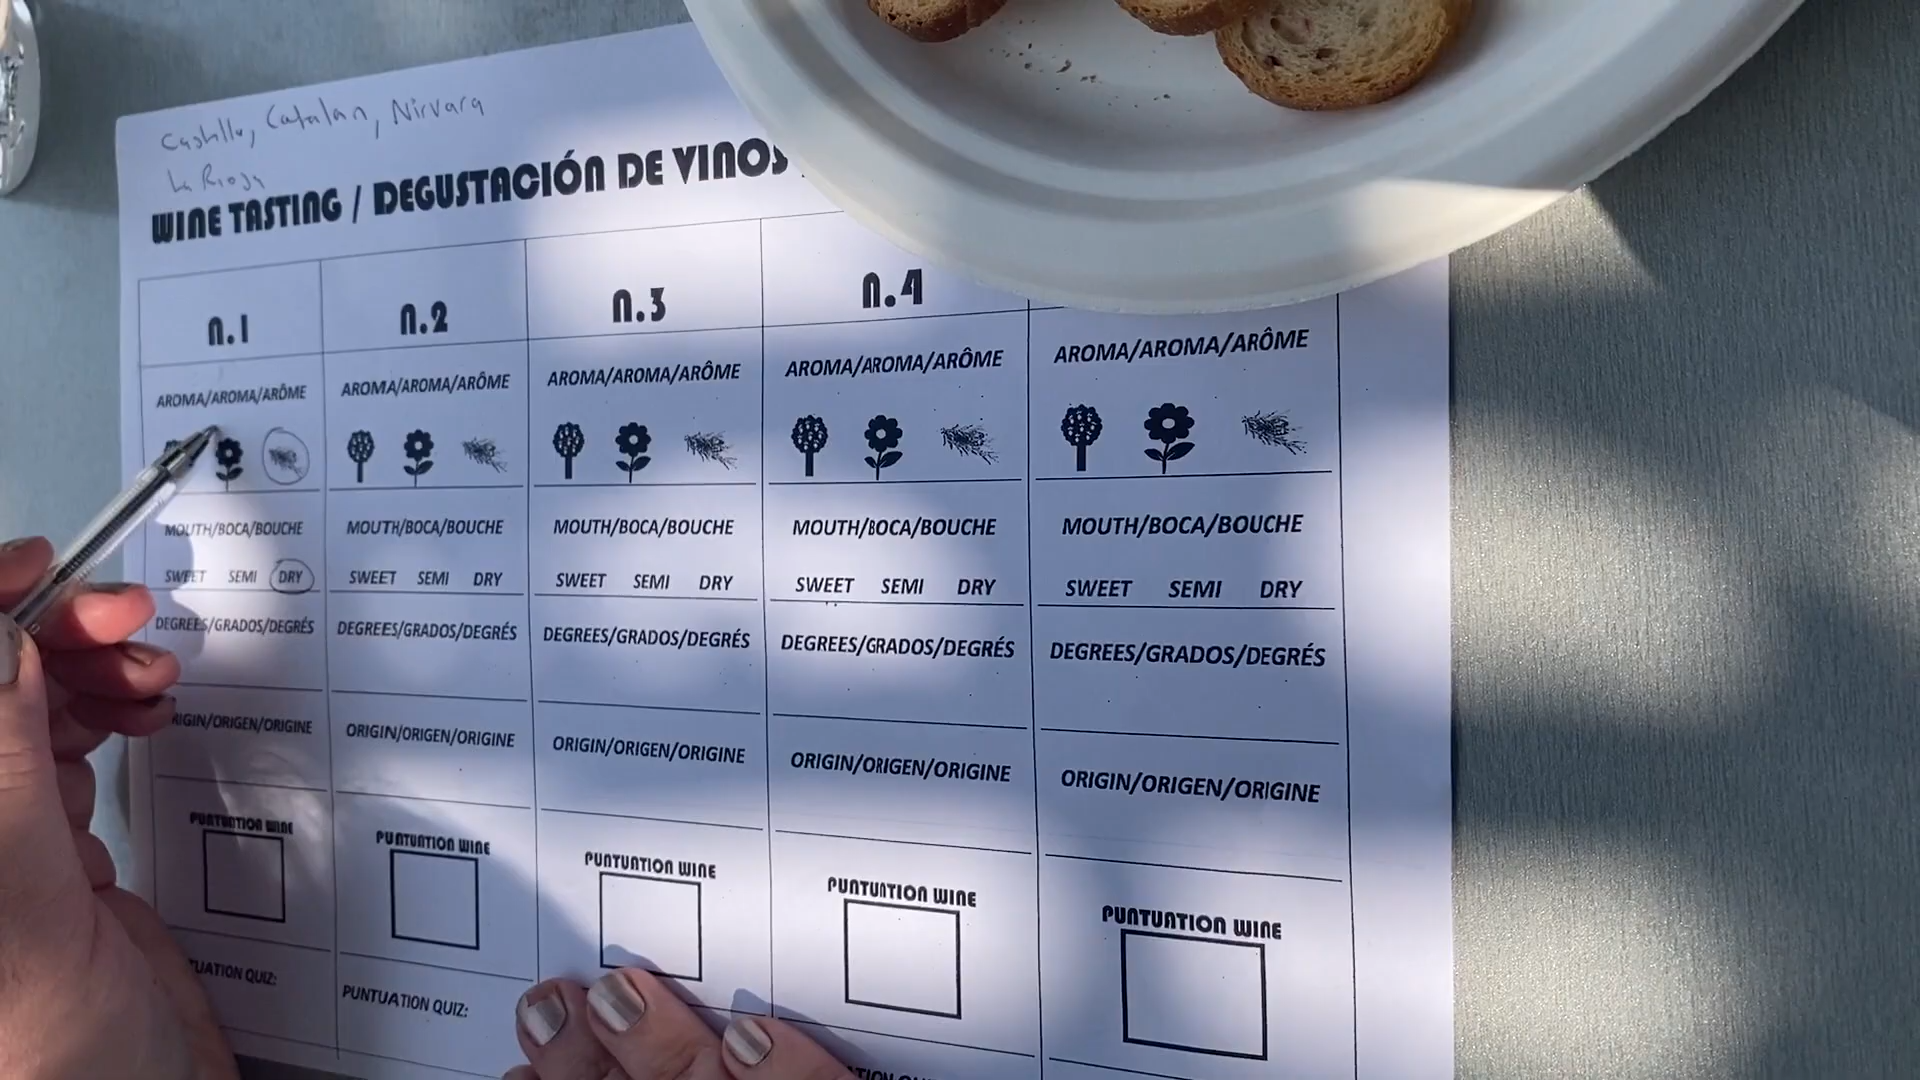 Castilla, Catalan, Nirvara
La Rioja
WINE TASTING / DEGUSTACIÓN DE VINOS
N.1 N.2 N.3 N.4
AROMA/AROMA/ARÔME AROMA/AROMA/ARÔME AROMA/AROMA/ARÔME AROMA/AROMA/ARÔME AROMA/AROMA/ARÔME
MOUTH/BOCA/BOUCHE MOUTH/BOCA/BOUCHE MOUTH/BOCA/BOUCHE MOUTH/BOCA/BOUCHE MOUTH/BOCA/BOUCHE
SWEET SEMI DRY SWEET SEMI DRY SWEET SEMI DRY SWEET SEMI DRY SWEET SEMI DRY
DEGREES/GRADOS/DEGRÉS DEGREES/GRADOS/DEGRÉS DEGREES/GRADOS/DEGRÉS DEGREES/GRADOS/DEGRÉS DEGREES/GRADOS/DEGRÉS
RIGIN/ORIGEN/ORIGINE ORIGIN/ORIGEN/ORIGINE ORIGIN/ORIGEN/ORIGINE ORIGIN/ORIGEN/ORIGINE ORIGIN/ORIGEN/ORIGINE
PUNTUATION WINE PUNTUATION WINE PUNTUATION WINE PUNTUATION WINE PUNTUATION WINE
TUATION QUIZ: PUNTUATION QUIZ: